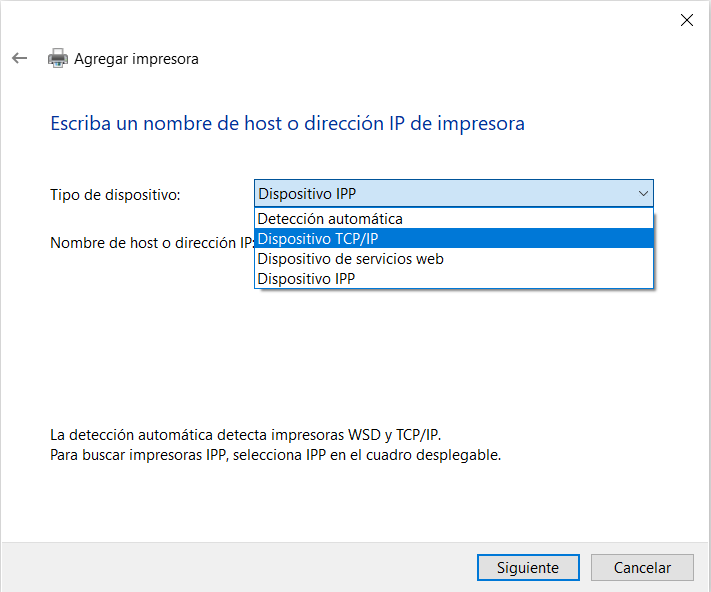 Agregar impresora
Escriba un nombre de host o dirección IP de impresora
Tipo de dispositivo:
Dispositivo IPP
Detección automática
Nombre de host o dirección IP:
Dispositivo TCP/IP
Dispositivo de servicios web
Dispositivo IPP
La detección automática detecta impresoras WSD y TCP/IP.
Para buscar impresoras IPP, selecciona IPP en el cuadro desplegable.
Siguiente
Cancelar